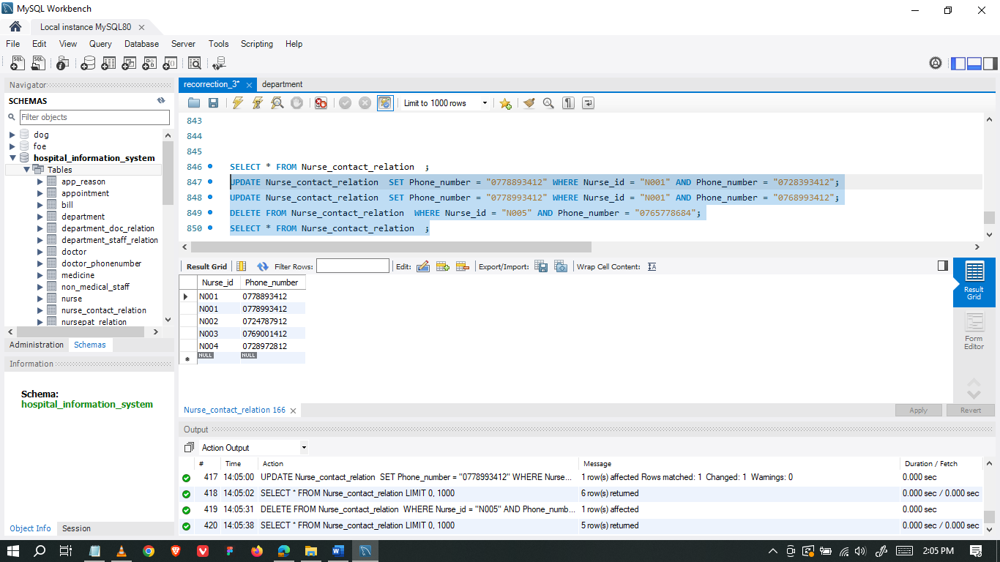 MySQL Workbench
Local instance MySQL80
File Edit View Query Database Server Tools Scripting Help
Navigator
SCHEMAS
Filter objects
dog
foe
hospital_information_system
Tables
app_reason
appointment
bill
department
department_doc_relation
department_staff_relation
doctor
doctor_phonenumber
medicine
non_medical_staff
nurse
nurse_contact_relation
nursepat_relation
Administration Schemas
Information
Schema:
hospital_information_system
Object Info Session
recorrection_3* department
Limit to 1000 rows
843
844
845
846 SELECT * FROM Nurse_contact_relation ;
847 UPDATE Nurse_contact_relation SET Phone_number = "0778893412" WHERE Nurse_id = "N001" AND Phone_number = "0728393412";
848 UPDATE Nurse_contact_relation SET Phone_number = "0778993412" WHERE Nurse_id = "N001" AND Phone_number = "0768993412";
849 DELETE FROM Nurse_contact_relation WHERE Nurse_id = "N005" AND Phone_number = "0765778684";
850 SELECT * FROM Nurse_contact_relation ;
Result Grid Filter Rows: Edit: Export/Import: Wrap Cell Content:
Nurse_id Phone_number
N001 0778893412
N001 0778993412
N002 0724787912
N003 0769001412
N004 0728972812
NULL NULL
Result
Grid
Form
Editor
Nurse_contact_relation 166
Apply Revert
Output
Action Output
# Time Action Message Duration / Fetch
417 14:05:00 UPDATE Nurse_contact_relation SET Phone_number = "0778993412" WHERE Nurse... 1 row(s) affected Rows matched: 1 Changed: 1 Warnings: 0 0.000 sec
418 14:05:02 SELECT * FROM Nurse_contact_relation LIMIT 0, 1000 6 row(s) returned 0.000 sec / 0.000 sec
419 14:05:31 DELETE FROM Nurse_contact_relation WHERE Nurse_id = "N005" AND Phone_numb... 1 row(s) affected 0.000 sec
420 14:05:38 SELECT * FROM Nurse_contact_relation LIMIT 0, 1000 5 row(s) returned 0.000 sec / 0.000 sec
2:05 PM